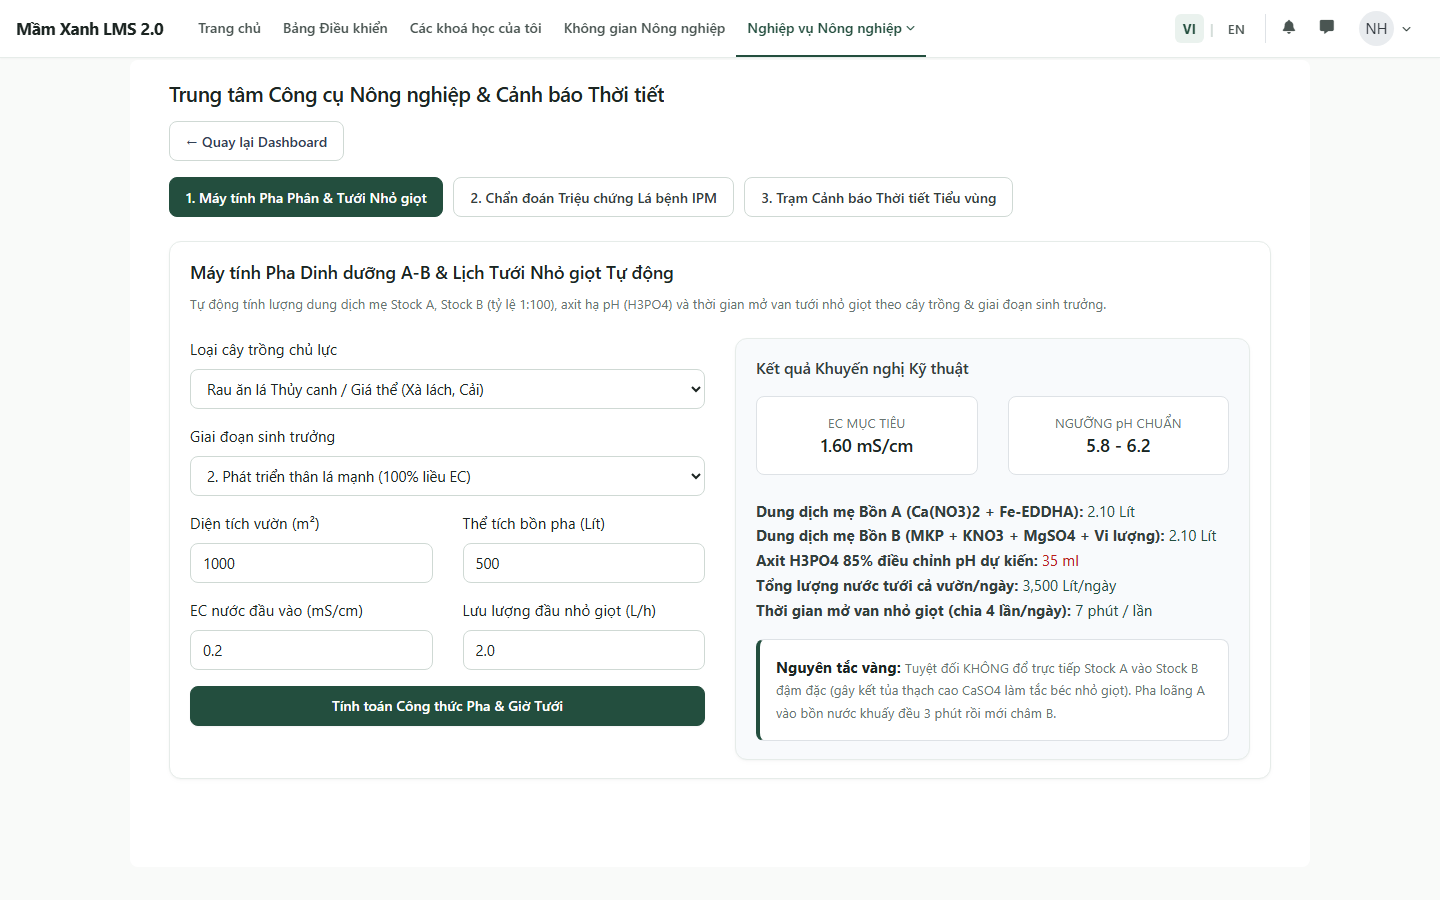 Mầm Xanh LMS 2.0
Trang chủ
Bảng Điều khiển
Các khoá học của tôi
Không gian Nông nghiệp
Nghiệp vụ Nông nghiệp
VI | EN
NH
Trung tâm Công cụ Nông nghiệp & Cảnh báo Thời tiết
← Quay lại Dashboard
1. Máy tính Pha Phân & Tưới Nhỏ giọt
2. Chẩn đoán Triệu chứng Lá bệnh IPM
3. Trạm Cảnh báo Thời tiết Tiểu vùng
Máy tính Pha Dinh dưỡng A-B & Lịch Tưới Nhỏ giọt Tự động
Tự động tính lượng dung dịch mẹ Stock A, Stock B (tỷ lệ 1:100), axit hạ pH (H3PO4) và thời gian mở van tưới nhỏ giọt theo cây trồng & giai đoạn sinh trưởng.
Loại cây trồng chủ lực
Rau ăn lá Thủy canh / Giá thể (Xà lách, Cải)
Giai đoạn sinh trưởng
2. Phát triển thân lá mạnh (100% liều EC)
Diện tích vườn (m²)
Thể tích bồn pha (Lít)
1000
500
EC nước đầu vào (mS/cm)
Lưu lượng đầu nhỏ giọt (L/h)
0.2
2.0
Tính toán Công thức Pha & Giờ Tưới
Kết quả Khuyến nghị Kỹ thuật
EC MỤC TIÊU
1.60 mS/cm
NGƯỠNG pH CHUẨN
5.8 - 6.2
Dung dịch mẹ Bồn A (Ca(NO3)2 + Fe-EDDHA): 2.10 Lít
Dung dịch mẹ Bồn B (MKP + KNO3 + MgSO4 + Vi lượng): 2.10 Lít
Axit H3PO4 85% điều chỉnh pH dự kiến: 35 ml
Tổng lượng nước tưới cả vườn/ngày: 3,500 Lít/ngày
Thời gian mở van nhỏ giọt (chia 4 lần/ngày): 7 phút / lần
Nguyên tắc vàng: Tuyệt đối KHÔNG đổ trực tiếp Stock A vào Stock B
đậm đặc (gây kết tủa thạch cao CaSO4 làm tắc béc nhỏ giọt). Pha loãng A
vào bồn nước khuấy đều 3 phút rồi mới châm B.